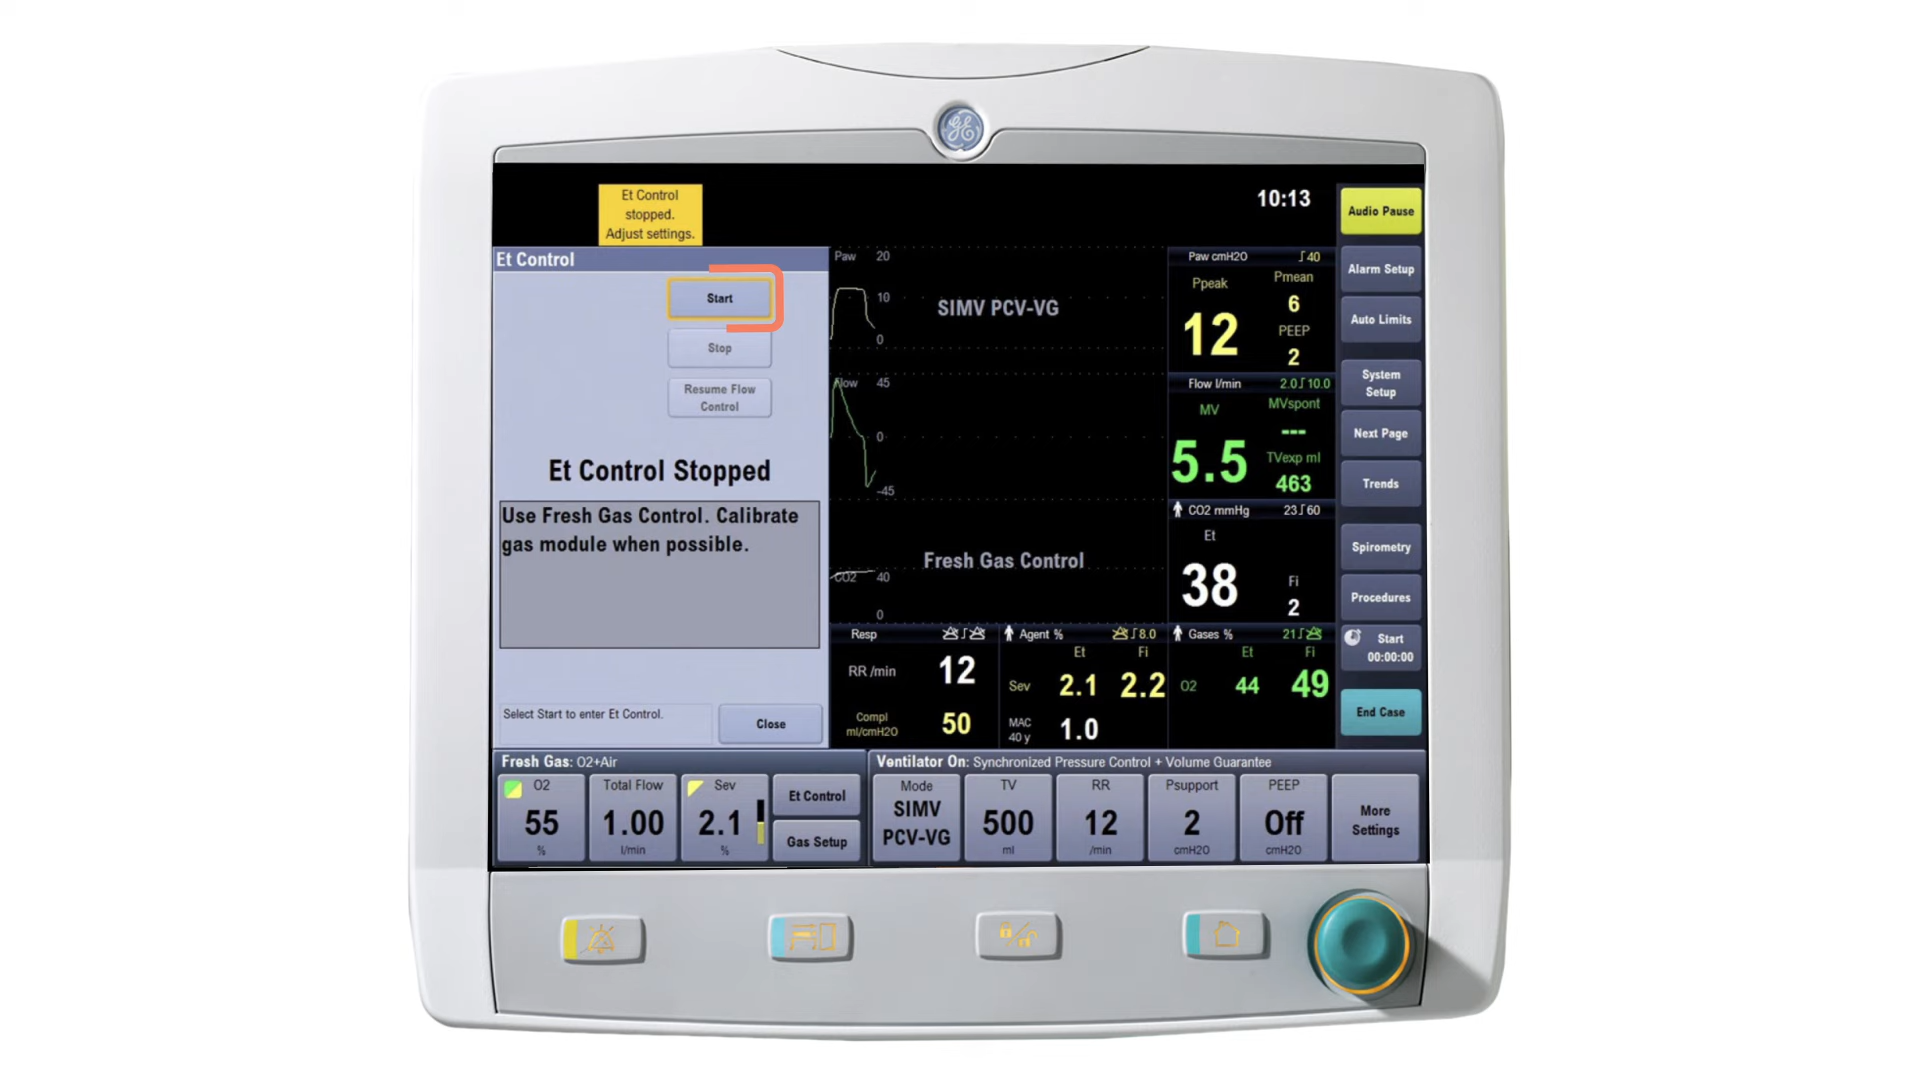 GE
Et Control
stopped.
Adjust settings.
10:13
Audio Pause
Et Control
Start
Stop
Resume Flow
Control
Et Control Stopped
Use Fresh Gas Control. Calibrate
gas module when possible.
Select Start to enter Et Control.
Close
Paw 20
10
0
SIMV PCV-VG
Flow 45
0
-45
Fresh Gas Control
CO2 40
0
Paw cmH2O 40
Ppeak Pmean
12 6
PEEP
2
Flow l/min 2.0 10.0
MV MVspont
5.5 ---
TVexp ml
463
CO2 mmHg 23 60
Et
38 Fi
2
Resp
RR /min 12
Compl
ml/cmH2O 50
Agent % 8.0
Et Fi
Sev 2.1 2.2
MAC
40 y 1.0
Gases % 21
Et Fi
O2 44 49
Alarm Setup
Auto Limits
System
Setup
Next Page
Trends
Spirometry
Procedures
Start
00:00:00
End Case
Fresh Gas: O2+Air
O2
55
%
Total Flow
1.00
l/min
Sev
2.1
%
Et Control
Gas Setup
Ventilator On: Synchronized Pressure Control + Volume Guarantee
Mode
SIMV
PCV-VG
TV
500
ml
RR
12
/min
Psupport
2
cmH2O
PEEP
Off
cmH2O
More
Settings